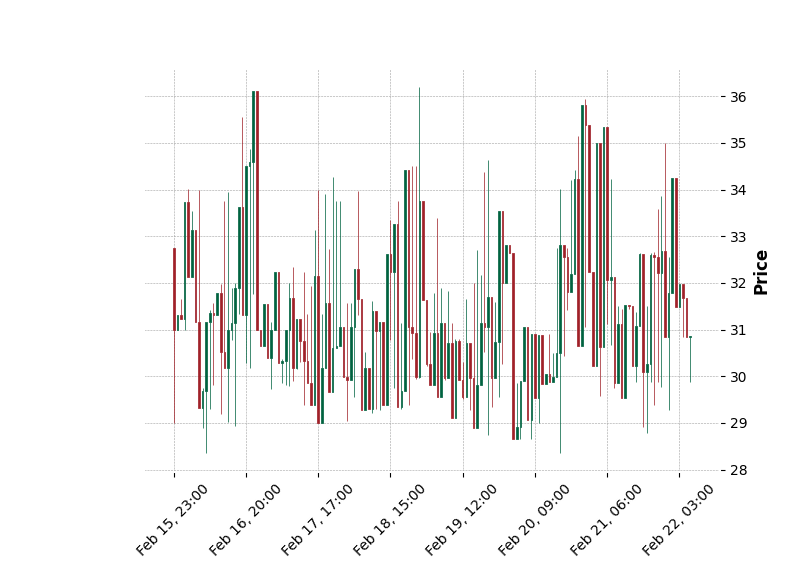 36
35
34
33
32
31
30
29
28
Price
Feb 15, 23:00
Feb 16, 20:00
Feb 17, 17:00
Feb 18, 15:00
Feb 19, 12:00
Feb 20, 09:00
Feb 21, 06:00
Feb 22, 03:00